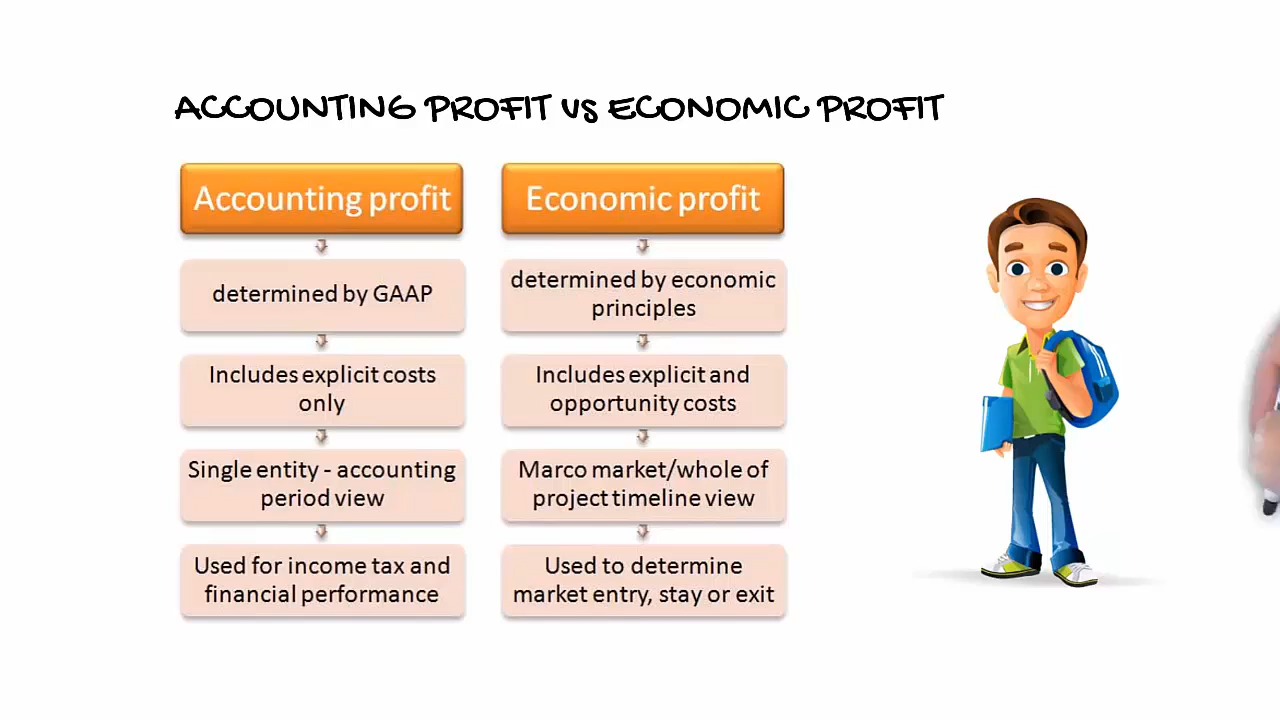 ACCOUNTING PROFIT VS ECONOMIC PROFIT
Accounting profit
determined by GAAP
Includes explicit costs
only
Single entity - accounting
period view
Used for income tax and
financial performance
Economic profit
determined by economic
principles
Includes explicit and
opportunity costs
Marco market/whole of
project timeline view
Used to determine
market entry, stay or exit